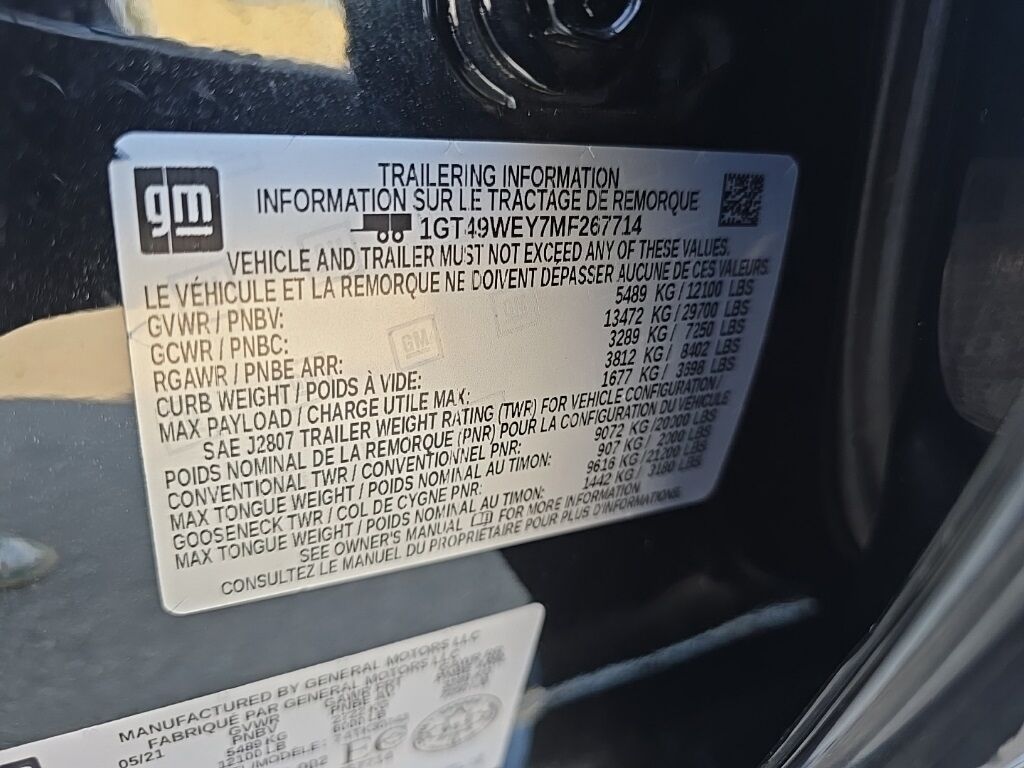 gm
TRAILERING INFORMATION
INFORMATION SUR LE TRACTAGE DE REMORQUE
1GT49WEY7MF267714
VEHICLE AND TRAILER MUST NOT EXCEED ANY OF THESE VALUES.
LE VÉHICULE ET LA REMORQUE NE DOIVENT DÉPASSER AUCUNE DE CES VALEURS.
GVWR / PNBV: 5489 KG / 12100 LBS
GCWR / PNBC: 13472 KG / 29700 LBS
RGAWR / PNBE ARR: 3289 KG / 7250 LBS
CURB WEIGHT / POIDS À VIDE: 3812 KG / 8402 LBS
MAX PAYLOAD / CHARGE UTILE MAX: 1677 KG / 3698 LBS
SAE J2807 TRAILER WEIGHT RATING (TWR) FOR VEHICLE CONFIGURATION /
POIDS NOMINAL DE LA REMORQUE (PNR) POUR LA CONFIGURATION DU VÉHICULE
CONVENTIONAL TWR / CONVENTIONNEL PNR: 9072 KG / 20000 LBS
MAX TONGUE WEIGHT / POIDS NOMINAL AU TIMON: 907 KG / 2000 LBS
GOOSENECK TWR / COL DE CYGNE PNR: 9616 KG / 21200 LBS
MAX TONGUE WEIGHT / POIDS NOMINAL AU TIMON: 1442 KG / 3180 LBS
SEE OWNER'S MANUAL FOR MORE INFORMATION
CONSULTEZ LE MANUEL DU PROPRIÉTAIRE POUR PLUS D'INFORMATIONS.
MANUFACTURED BY GENERAL MOTORS LLC
FABRIQUE PAR GENERAL MOTORS LLC
05/21 GVWR
PNBV
5489 KG
12100 LB